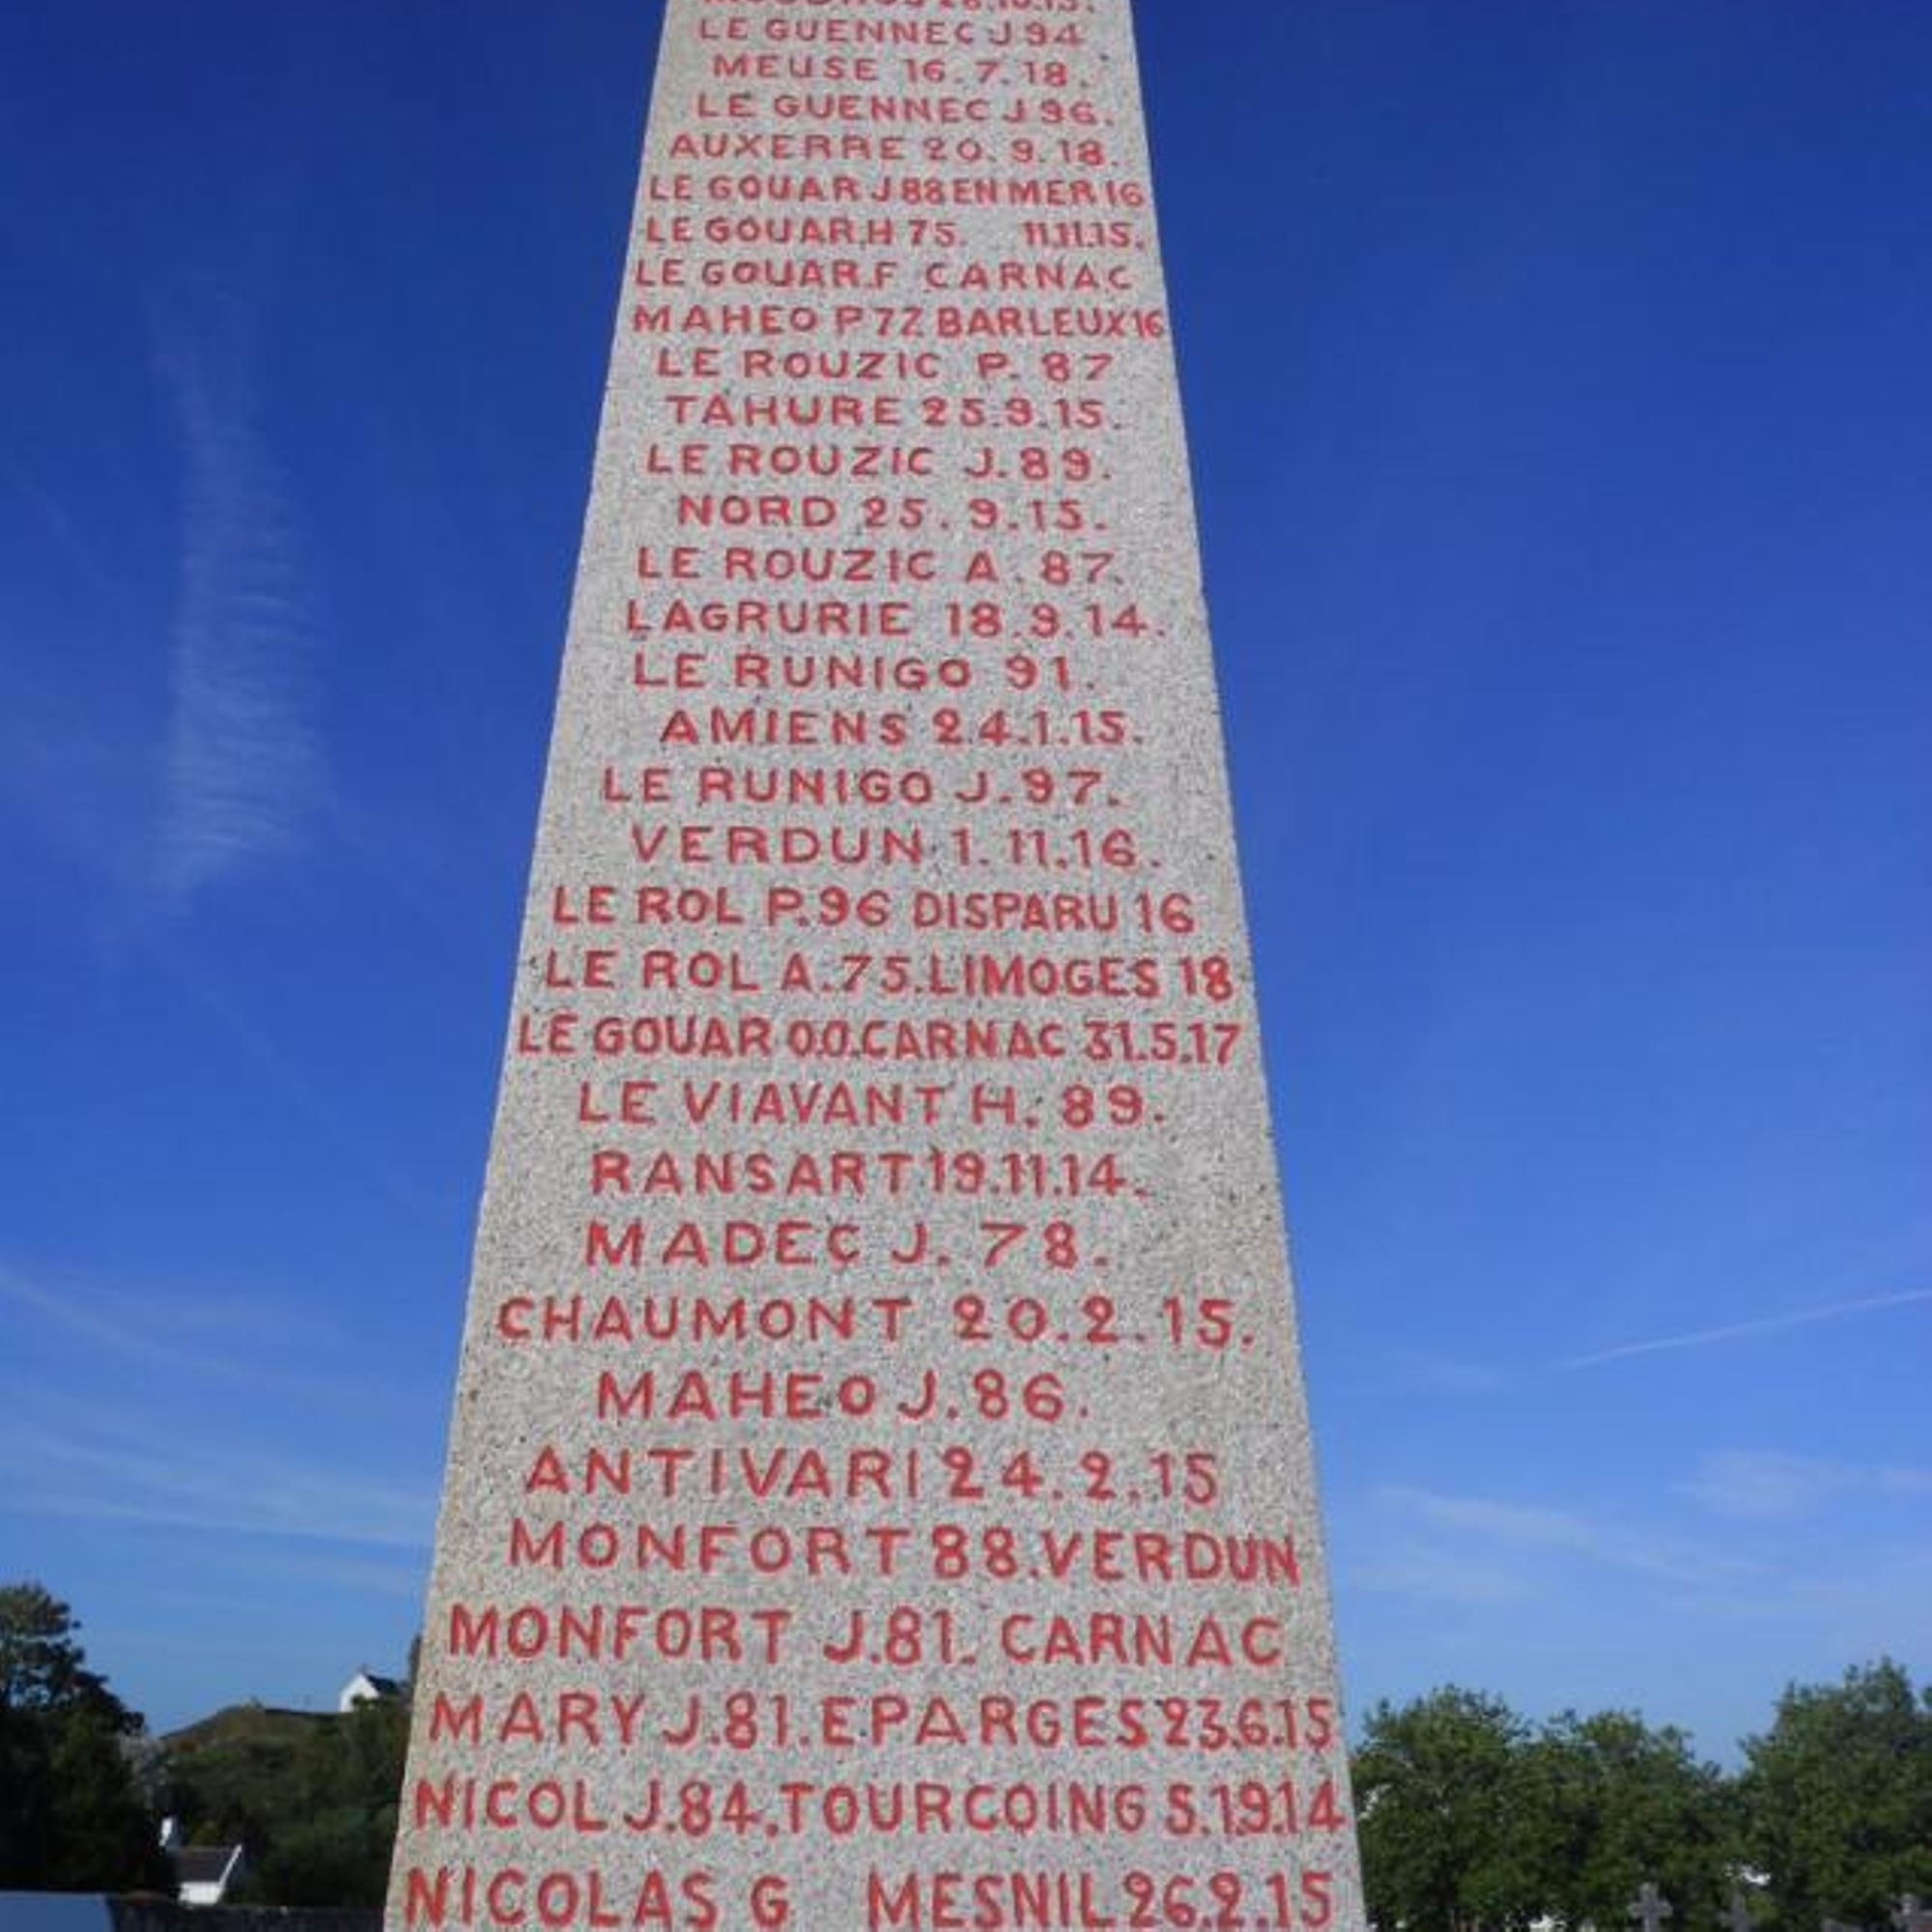 LE GUENNEC J 94
MEUSE 16.7.18.
LE GUENNEC J 96.
AUXERRE 20.9.18.
LE GOUAR J 88 EN MER 16
LE GOUAR.H 75. 11.11.15.
LE GOUAR.F CARNAC
MAHEO P 72 BARLEUX 16
LE ROUZIC P. 87
TAHURE 25.9.15.
LE ROUZIC J. 89.
NORD 25.9.15.
LE ROUZIC A. 87.
LAGRURIE 18.9.14.
LE RUNIGO 91.
AMIENS 24.1.15.
LE RUNIGO J. 97.
VERDUN 1.11.16.
LE ROL P. 96 DISPARU 16
LE ROL A. 75. LIMOGES 18
LE GOUAR OO. CARNAC 31.5.17
LE VIAVANT H. 89.
RANSART 19.11.14.
MADEC J. 78.
CHAUMONT 20.2.15.
MAHEO J. 86.
ANTIVARI 24.2.15
MONFORT 88. VERDUN
MONFORT J. 81. CARNAC
MARY J. 81. EPARGES 23.6.15
NICOL J. 84. TOURCOING 5.19.14
NICOLAS G MESNIL 26.2.15